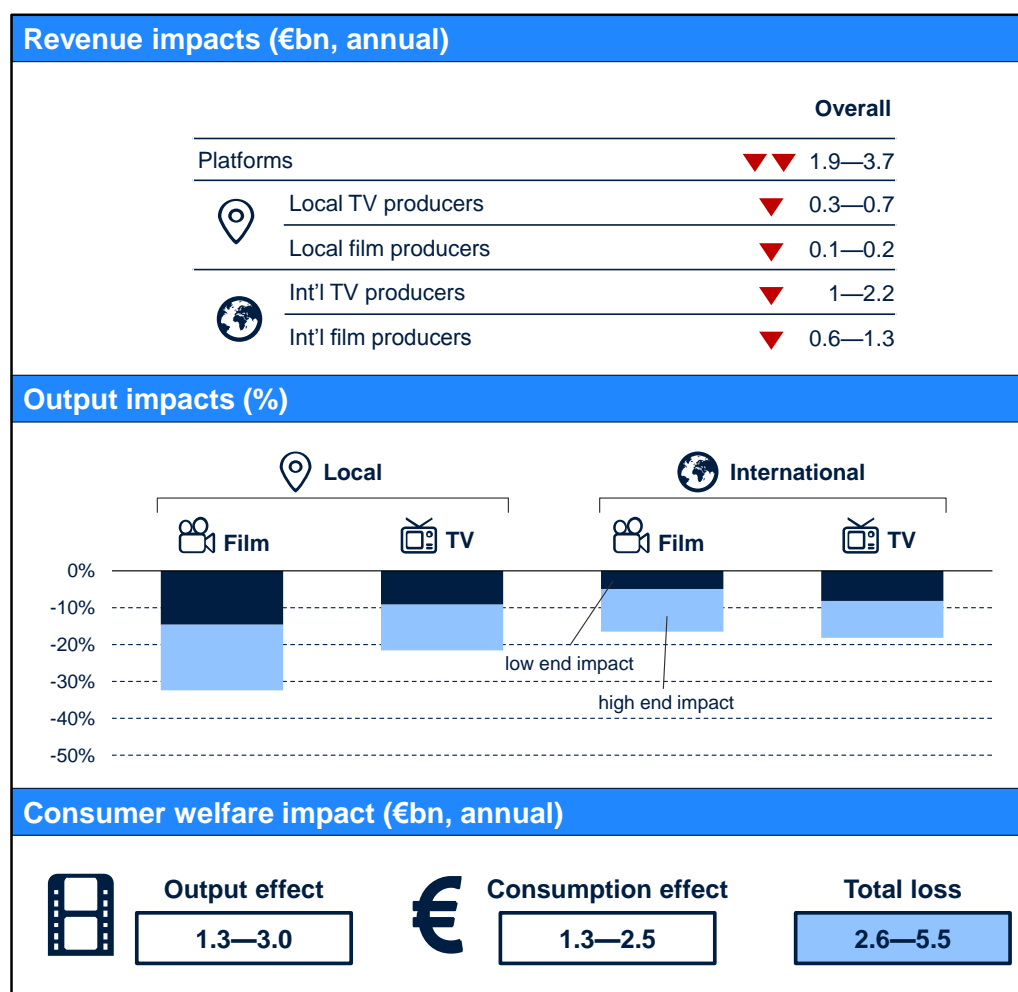 Revenue impacts (€bn, annual)
Overall
Platforms 1.9—3.7
Local TV producers 0.3—0.7
Local film producers 0.1—0.2
Int'l TV producers 1—2.2
Int'l film producers 0.6—1.3
Output impacts (%)
Local International
Film TV Film TV
0%
-10%
-20%
low end impact
-30%
high end impact
-40%
-50%
Consumer welfare impact (€bn, annual)
Output effect Consumption effect Total loss
1.3—3.0 1.3—2.5 2.6—5.5